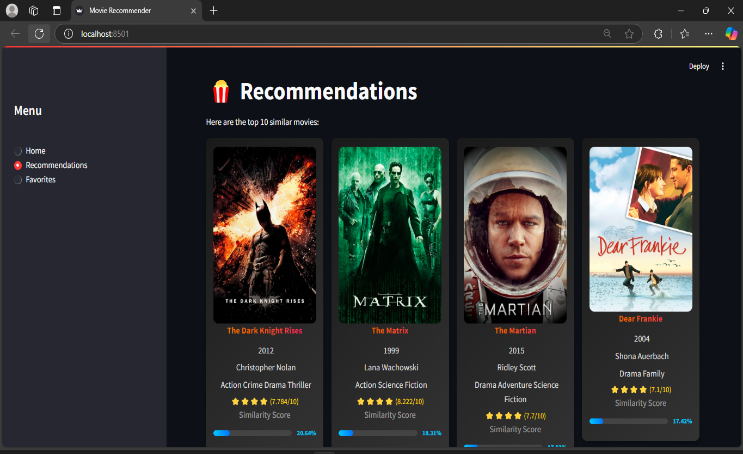 Movie Recommender
localhost:8501
Deploy
Menu
Home
Recommendations
Favorites
Recommendations
Here are the top 10 similar movies:
THE DARK KNIGHT RISES
The Dark Knight Rises
2012
Christopher Nolan
Action Crime Drama Thriller
(7.784/10)
Similarity Score
20.64%
MATRIX
The Matrix
1999
Lana Wachowski
Action Science Fiction
(8.222/10)
Similarity Score
18.31%
THE MARTIAN
The Martian
2015
Ridley Scott
Drama Adventure Science
Fiction
(7.7/10)
Similarity Score
Dear Frankie
Dear Frankie
2004
Shona Auerbach
Drama Family
(7.1/10)
Similarity Score
17.42%